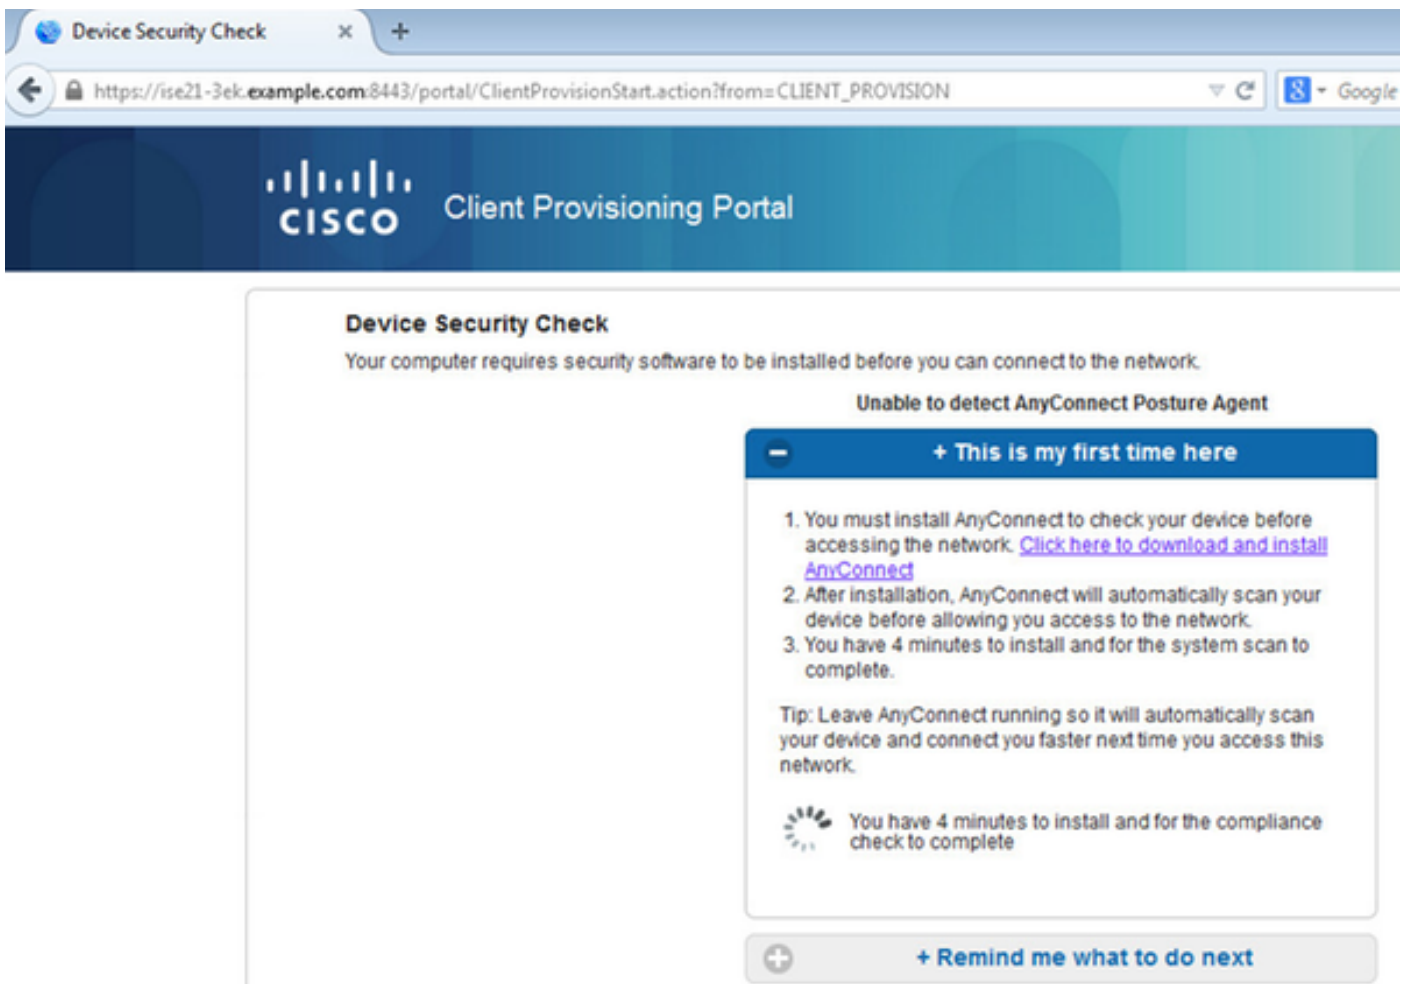 Device Security Check × +
https://ise21-3ek.example.com:8443/portal/ClientProvisionStart.action?from=CLIENT_PROVISION
8 Google
CISCO Client Provisioning Portal
Device Security Check
Your computer requires security software to be installed before you can connect to the network.
Unable to detect AnyConnect Posture Agent
+ This is my first time here
1. You must install AnyConnect to check your device before
accessing the network. Click here to download and install
AnyConnect
2. After installation, AnyConnect will automatically scan your
device before allowing you access to the network.
3. You have 4 minutes to install and for the system scan to
complete.
Tip: Leave AnyConnect running so it will automatically scan
your device and connect you faster next time you access this
network.
You have 4 minutes to install and for the compliance
check to complete
+ Remind me what to do next